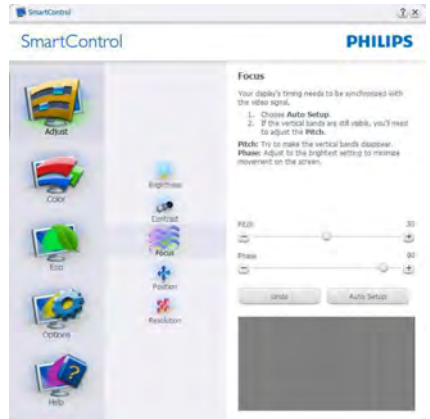 SmartControl
? x
SmartControl
PHILIPS
Focus
Your display's timing needs to be synchronized with
the video signal.
1. Choose Auto Setup.
2. If the vertical bands are still visible, you'll need
to adjust the Pitch.
Pitch: Try to make the vertical bands disappear.
Phase: Adjust to the brightest setting to minimize
movement on the screen.
Adjust
Color
Eco
Options
Help
Brightness
Contrast
Focus
Position
Resolution
Pitch 50
Phase 90
Undo Auto Setup